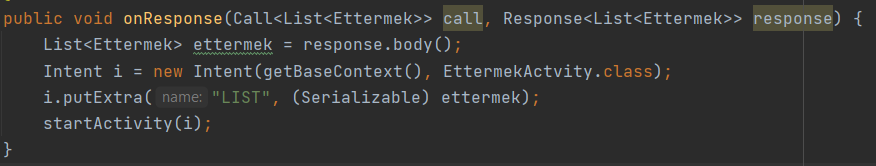 public void onResponse(Call<List<Ettermek>> call, Response<List<Ettermek>> response) {
    List<Ettermek> ettermek = response.body();
    Intent i = new Intent(getBaseContext(), EttermekActvity.class);
    i.putExtra( name: "LIST", (Serializable) ettermek);
    startActivity(i);
}